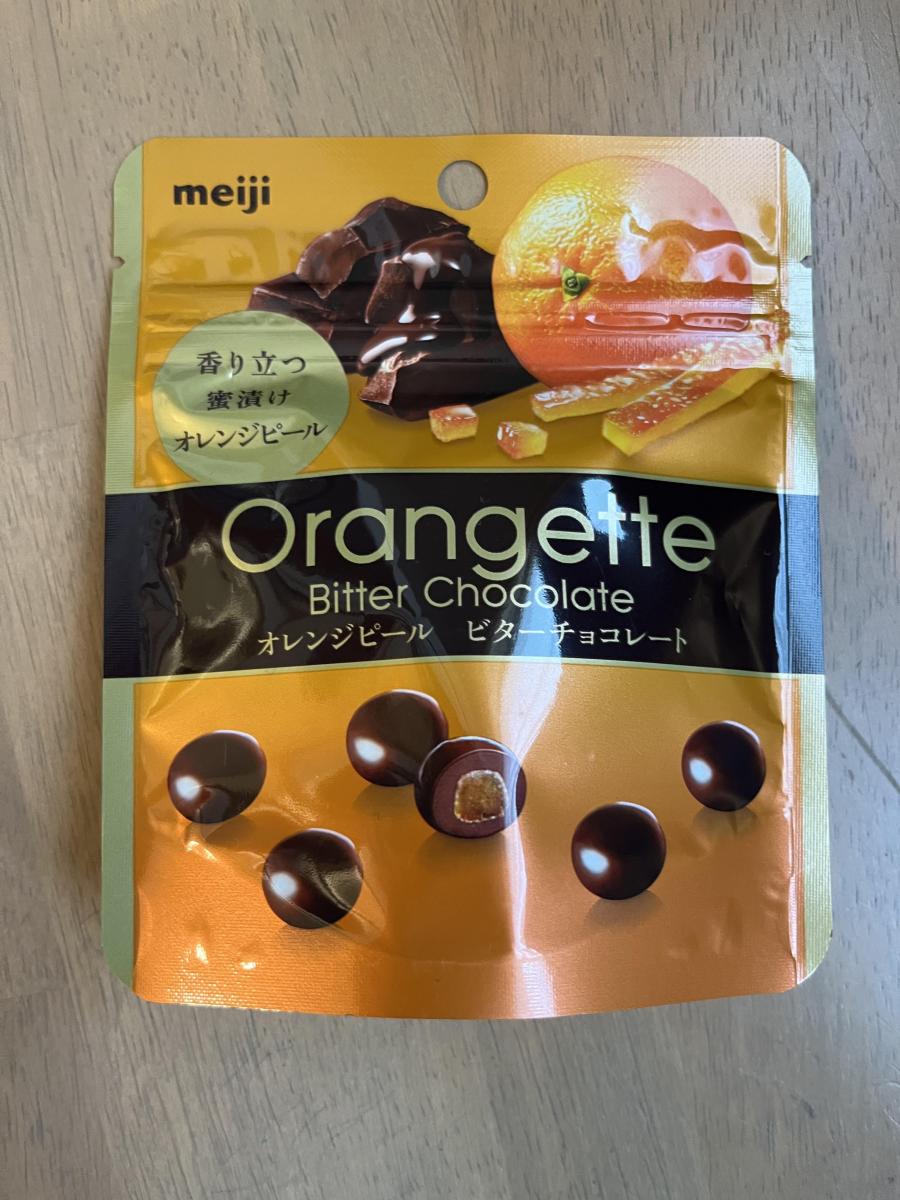 meiji
香り立つ
蜜漬け
オレンジピール
Orangette
Bitter Chocolate
オレンジピール ビターチョコレート